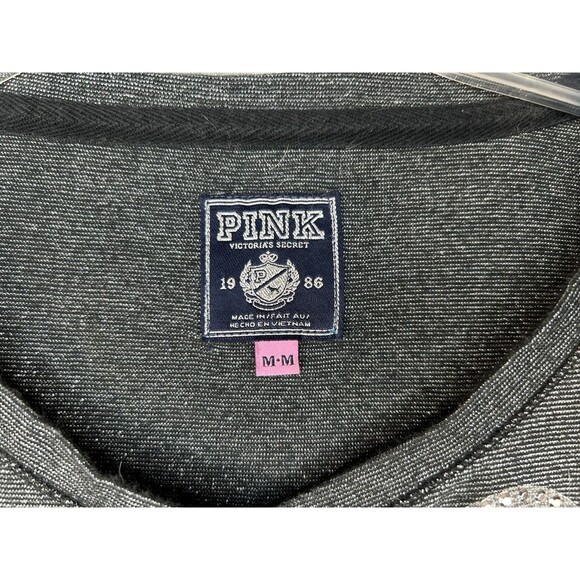 PINK
VICTORIA'S SECRET
19 86
P
MADE IN/FAIT AU/
HECHO EN VIETNAM
M•M